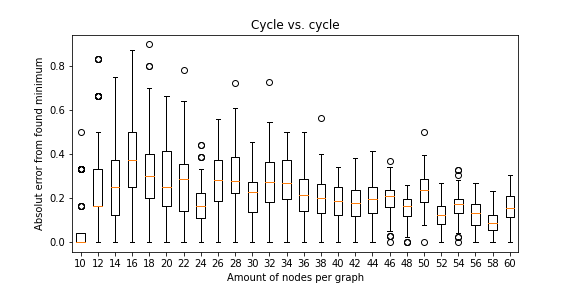 Cycle vs. cycle
Absolut error from found minimum
0.8
0.6
0.4
0.2
0.0
10 12 14 16 18 20 22 24 26 28 30 32 34 36 38 40 42 44 46 48 50 52 54 56 58 60
Amount of nodes per graph